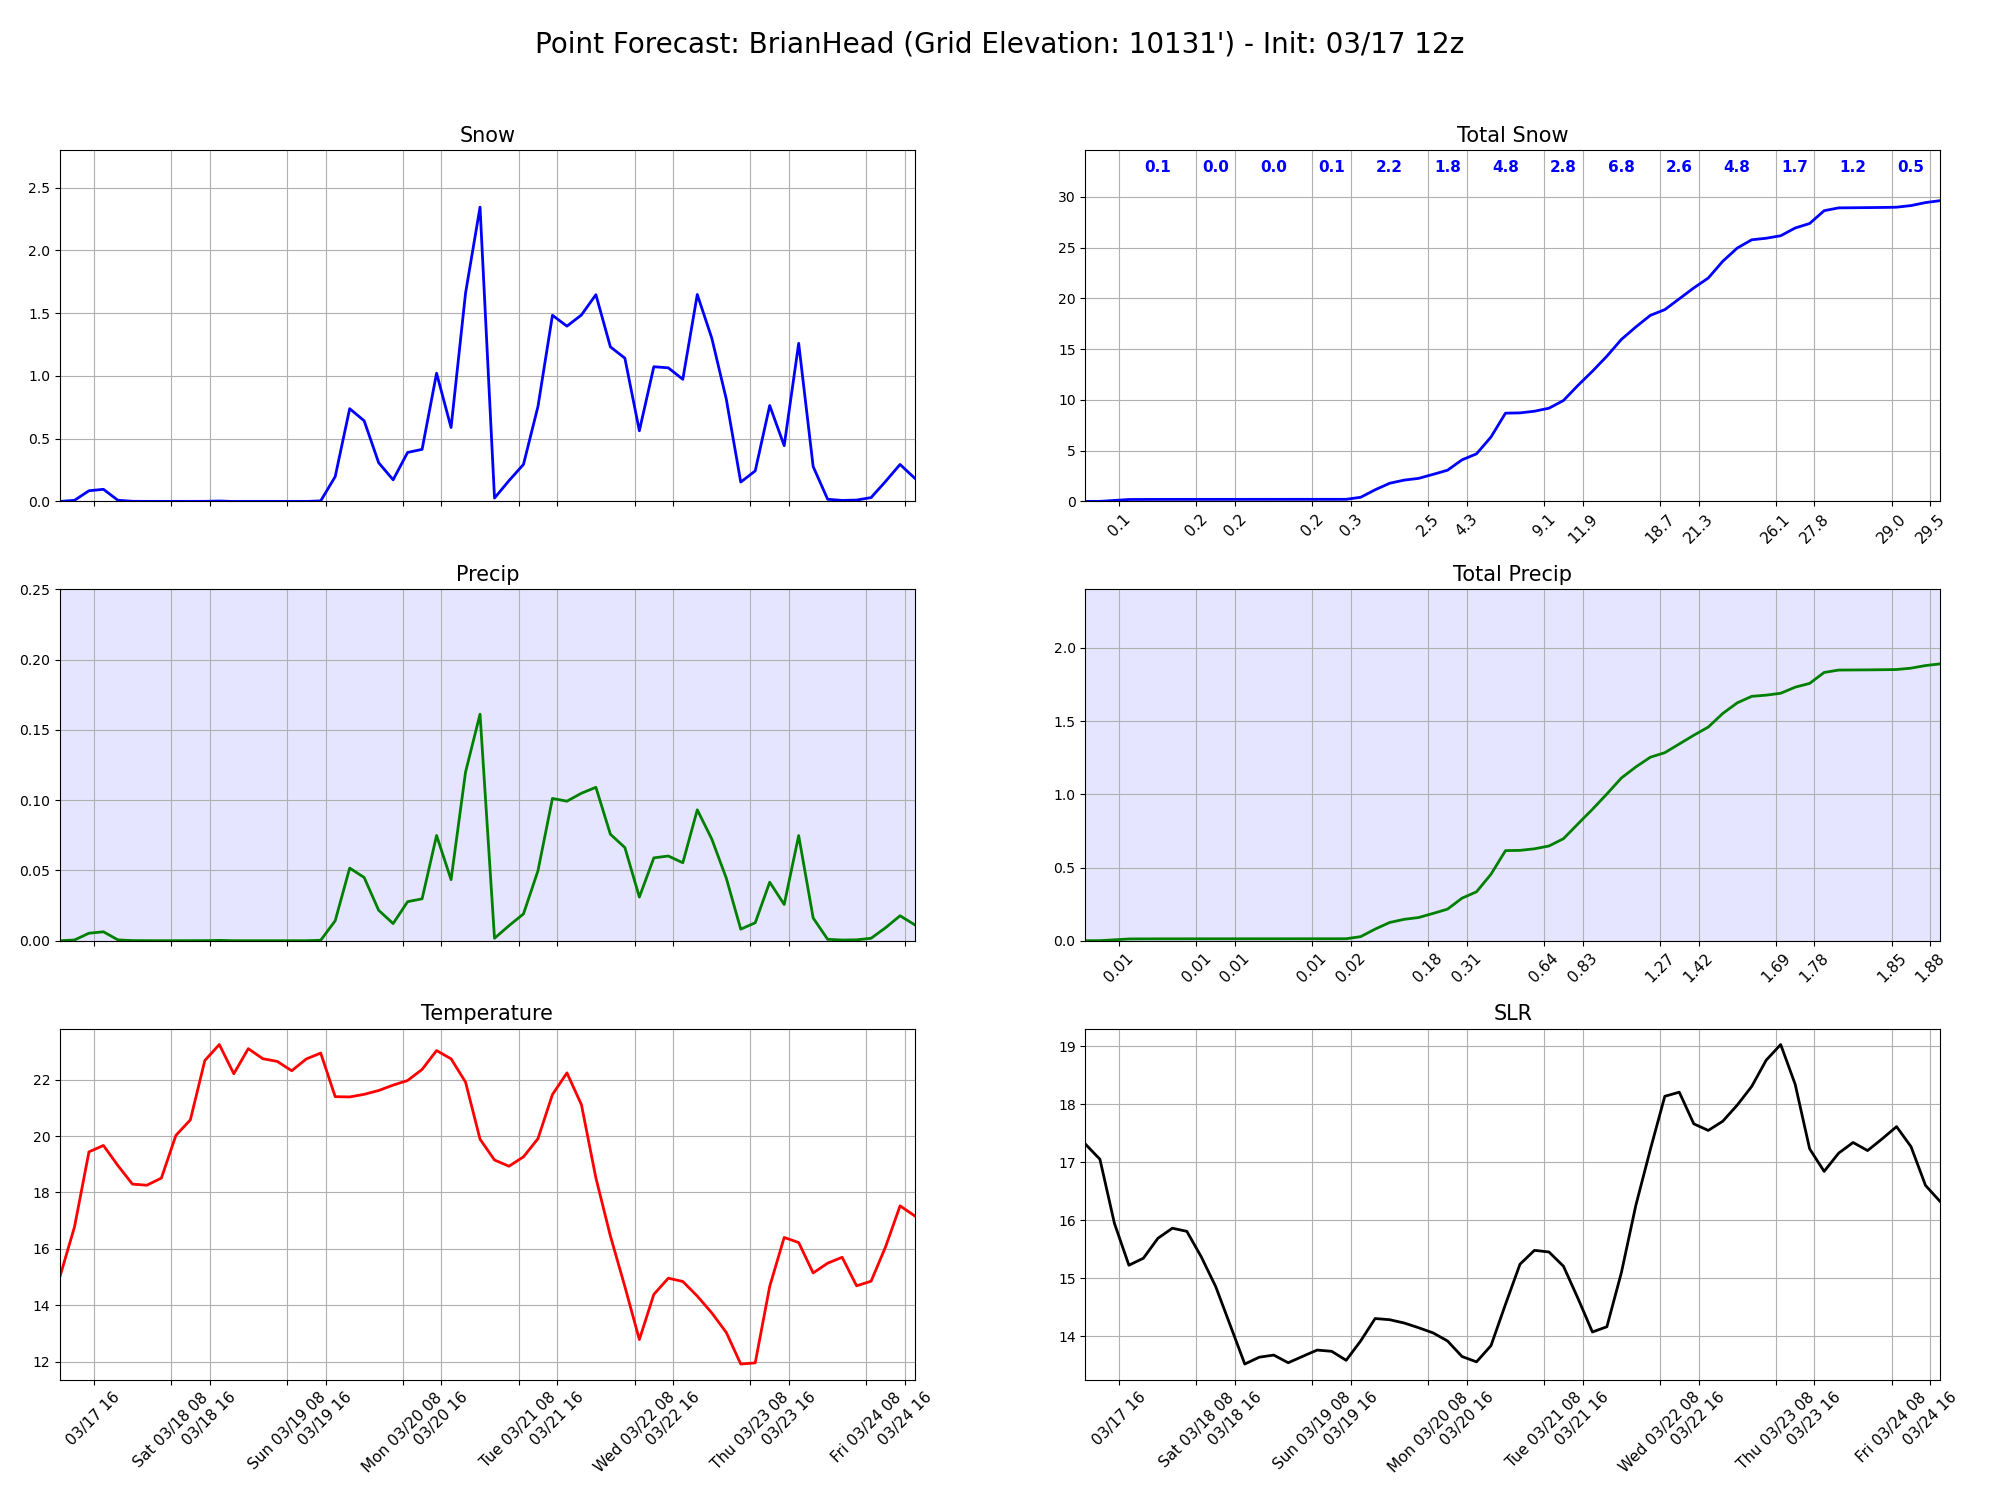 Point Forecast: BrianHead (Grid Elevation: 10131') - Init: 03/17 12z
Snow
2.5
2.0
1.5
1.0
0.5
0.0
Total Snow
0.1 0.0 0.0 0.1 2.2 1.8 4.8 2.8 6.8 2.6 4.8 1.7 1.2 0.5
30
25
20
15
10
5
0
0.1 0.2 0.2 0.2 0.3 2.5 4.3 9.1 11.9 18.7 21.3 26.1 27.8 29.0 29.5
Precip
0.25
0.20
0.15
0.10
0.05
0.00
Total Precip
2.0
1.5
1.0
0.5
0.0
0.01 0.01 0.01 0.01 0.02 0.18 0.31 0.64 0.83 1.27 1.42 1.69 1.78 1.85 1.88
Temperature
22
20
18
16
14
12
03/17 16
Sat 03/18 08
03/18 16
Sun 03/19 08
03/19 16
Mon 03/20 08
03/20 16
Tue 03/21 08
03/21 16
Wed 03/22 08
03/22 16
Thu 03/23 08
03/23 16
Fri 03/24 08
03/24 16
SLR
19
18
17
16
15
14
03/17 16
Sat 03/18 08
03/18 16
Sun 03/19 08
03/19 16
Mon 03/20 08
03/20 16
Tue 03/21 08
03/21 16
Wed 03/22 08
03/22 16
Thu 03/23 08
03/23 16
Fri 03/24 08
03/24 16